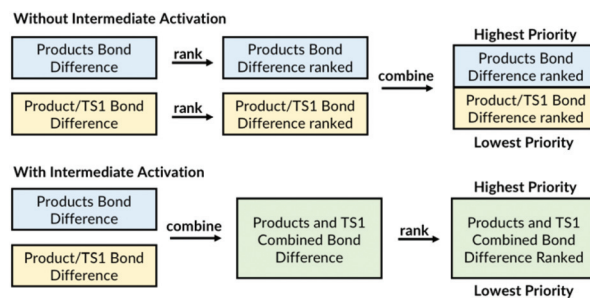 Without Intermediate Activation
Products Bond
Difference
rank
Products Bond
Difference ranked
Product/TS1 Bond
Difference
rank
Product/TS1 Bond
Difference ranked
combine
Highest Priority
Products Bond
Difference ranked
Product/TS1 Bond
Difference ranked
Lowest Priority
With Intermediate Activation
Products Bond
Difference
Product/TS1 Bond
Difference
combine
Products and TS1
Combined Bond
Difference
rank
Highest Priority
Products and TS1
Combined Bond
Difference Ranked
Lowest Priority